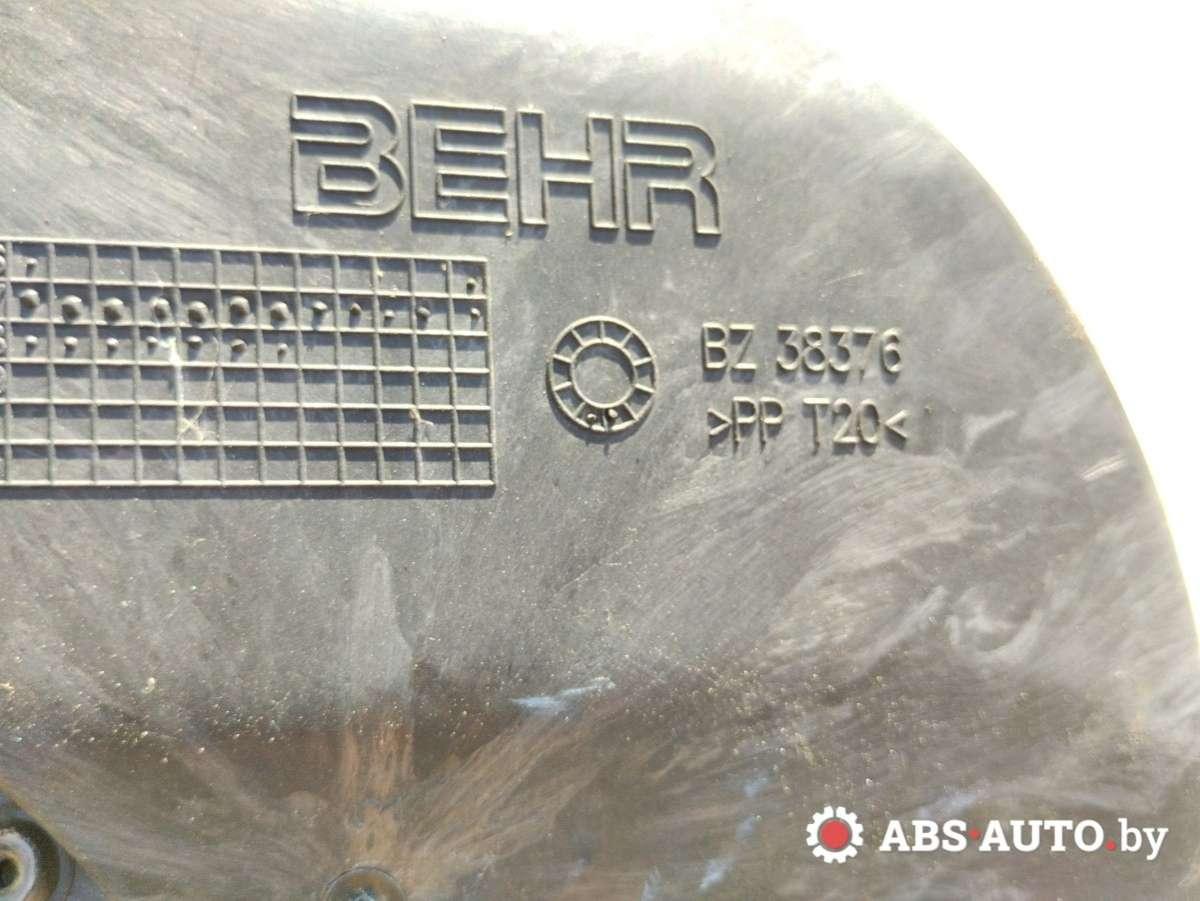 BEHR
BZ 38376
>PP T20<
ABS-AUTO.by